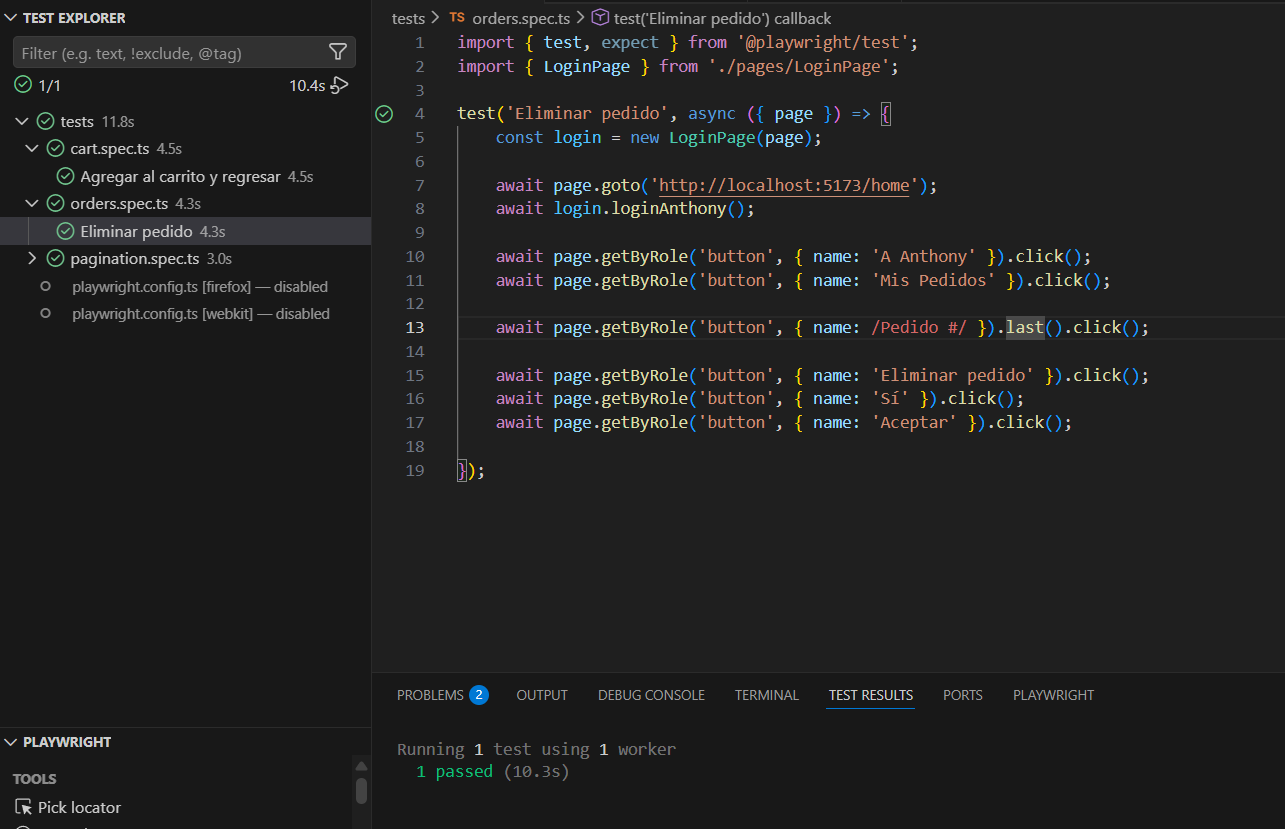 TEST EXPLORER
Filter (e.g. text, !exclude, @tag)
1/1 10.4s
tests 11.8s
cart.spec.ts 4.5s
Agregar al carrito y regresar 4.5s
orders.spec.ts 4.3s
Eliminar pedido 4.3s
pagination.spec.ts 3.0s
playwright.config.ts [firefox] — disabled
playwright.config.ts [webkit] — disabled
PLAYWRIGHT
TOOLS
Pick locator
tests > TS orders.spec.ts > test('Eliminar pedido') callback
1 import { test, expect } from '@playwright/test';
2 import { LoginPage } from './pages/LoginPage';
3
4 test('Eliminar pedido', async ({ page }) => {
5     const login = new LoginPage(page);
6
7     await page.goto('http://localhost:5173/home');
8     await login.loginAnthony();
9
10     await page.getByRole('button', { name: 'A Anthony' }).click();
11     await page.getByRole('button', { name: 'Mis Pedidos' }).click();
12
13     await page.getByRole('button', { name: /Pedido #/ }).last().click();
14
15     await page.getByRole('button', { name: 'Eliminar pedido' }).click();
16     await page.getByRole('button', { name: 'Sí' }).click();
17     await page.getByRole('button', { name: 'Aceptar' }).click();
18
19 });
PROBLEMS 2 OUTPUT DEBUG CONSOLE TERMINAL TEST RESULTS PORTS PLAYWRIGHT
Running 1 test using 1 worker
1 passed (10.3s)